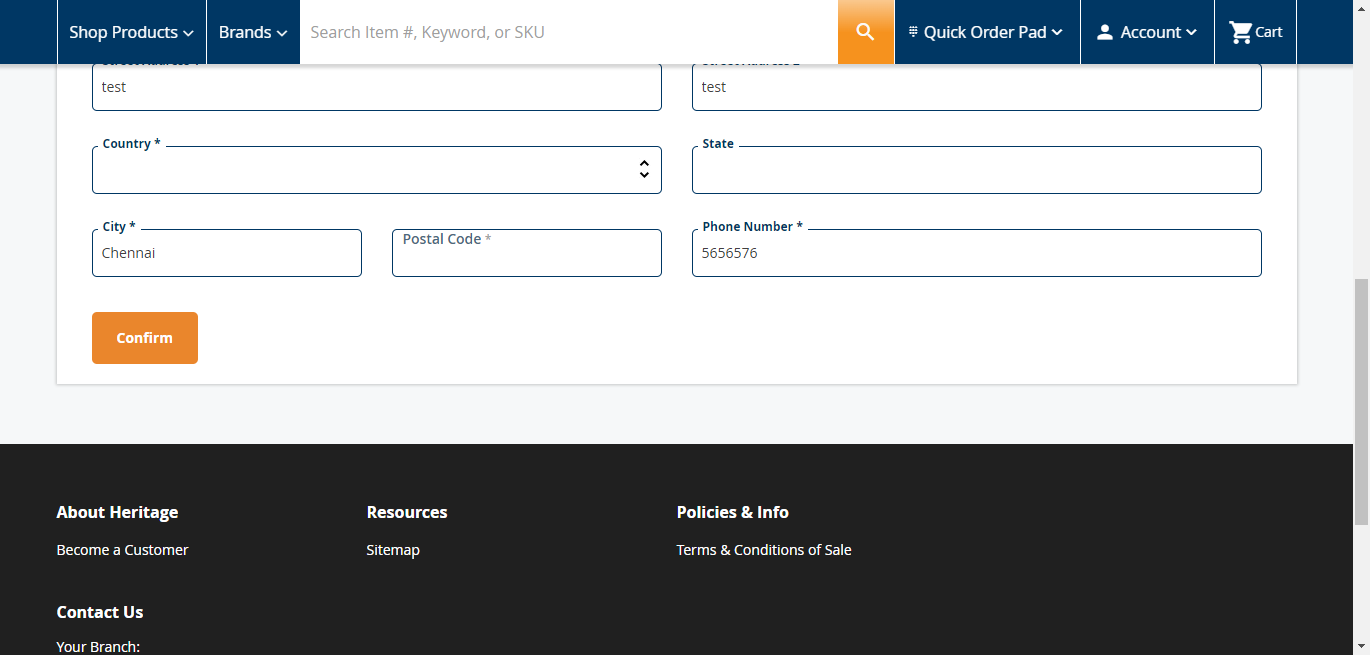 Shop Products
Brands
Search Item #, Keyword, or SKU
Quick Order Pad
Account
Cart
test
test
Country *
State
City *
Chennai
Postal Code *
Phone Number *
5656576
Confirm
About Heritage
Resources
Policies & Info
Become a Customer
Sitemap
Terms & Conditions of Sale
Contact Us
Your Branch: